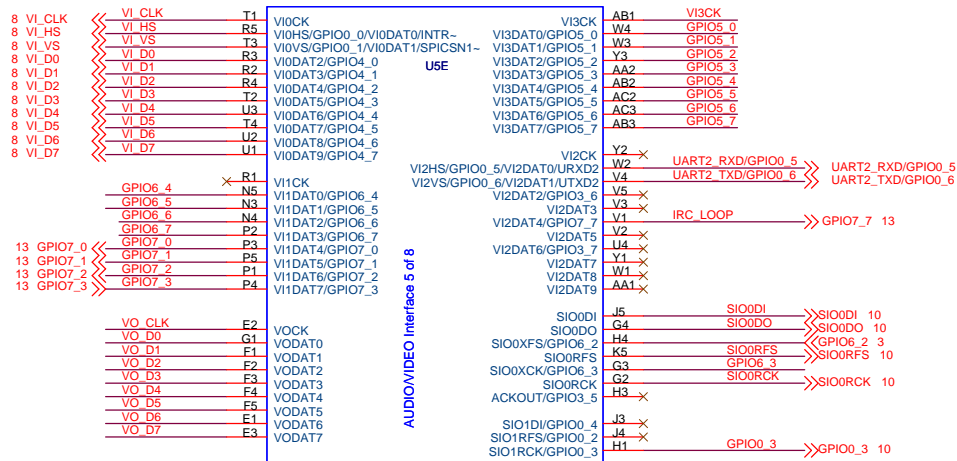 8 VI_CLK VI_CLK T1 VI0CK VI3CK AB1 VI3CK
8 VI_HS VI_HS R5 VI0HS/GPIO0_0/VI0DAT0/INTR~ VI3DAT0/GPIO5_0 W4 GPIO5_0
8 VI_VS VI_VS T3 VI0VS/GPIO0_1/VI0DAT1/SPICSN1~ VI3DAT1/GPIO5_1 W3 GPIO5_1
8 VI_D0 VI_D0 R3 VI0DAT2/GPIO4_0 VI3DAT2/GPIO5_2 Y3 GPIO5_2
U5E
8 VI_D1 VI_D1 R2 VI0DAT3/GPIO4_1 VI3DAT3/GPIO5_3 AA2 GPIO5_3
8 VI_D2 VI_D2 R4 VI0DAT4/GPIO4_2 VI3DAT4/GPIO5_4 AB2 GPIO5_4
8 VI_D3 VI_D3 T2 VI0DAT5/GPIO4_3 VI3DAT5/GPIO5_5 AC2 GPIO5_5
8 VI_D4 VI_D4 U3 VI0DAT6/GPIO4_4 VI3DAT6/GPIO5_6 AC3 GPIO5_6
8 VI_D5 VI_D5 T4 VI0DAT7/GPIO4_5 VI3DAT7/GPIO5_7 AB3 GPIO5_7
8 VI_D6 VI_D6 U2 VI0DAT8/GPIO4_6
8 VI_D7 VI_D7 U1 VI0DAT9/GPIO4_7 VI2CK Y2
VI2HS/GPIO0_5/VI2DAT0/URXD2 W2 UART2_RXD/GPIO0_5 UART2_RXD/GPIO0_5
R1 VI1CK VI2VS/GPIO0_6/VI2DAT1/UTXD2 V4 UART2_TXD/GPIO0_6 UART2_TXD/GPIO0_6
GPIO6_4 N5 VI1DAT0/GPIO6_4 VI2DAT2/GPIO3_6 V5
GPIO6_5 N3 VI1DAT1/GPIO6_5 VI2DAT3 V3
GPIO6_6 N4 VI1DAT2/GPIO6_6 VI2DAT4/GPIO7_7 V1 IRC_LOOP GPIO7_7 13
GPIO6_7 P2 VI1DAT3/GPIO6_7 VI2DAT5 V2
13 GPIO7_0 GPIO7_0 P3 VI1DAT4/GPIO7_0 VI2DAT6/GPIO3_7 U4
13 GPIO7_1 GPIO7_1 P5 VI1DAT5/GPIO7_1 VI2DAT7 Y1
13 GPIO7_2 GPIO7_2 P1 VI1DAT6/GPIO7_2 VI2DAT8 W1
13 GPIO7_3 GPIO7_3 P4 VI1DAT7/GPIO7_3 VI2DAT9 AA1
AUDIO/VIDEO Interface 5 of 8
SIO0DI J5 SIO0DI SIO0DI 10
VO_CLK E2 VOCK SIO0DO G4 SIO0DO SIO0DO 10
VO_D0 G1 VODAT0 SIO0XFS/GPIO6_2 H4 GPIO6_2 3
VO_D1 F1 VODAT1 SIO0RFS K5 SIO0RFS SIO0RFS 10
VO_D2 F2 VODAT2 SIO0XCK/GPIO6_3 G3 GPIO6_3
VO_D3 F3 VODAT3 SIO0RCK G2 SIO0RCK SIO0RCK 10
VO_D4 F4 VODAT4 ACKOUT/GPIO3_5 H3
VO_D5 F5 VODAT5
VO_D6 E1 VODAT6 SIO1DI/GPIO0_4 J3
VO_D7 E3 VODAT7 SIO1RFS/GPIO0_2 J4
SIO1RCK/GPIO0_3 H1 GPIO0_3 GPIO0_3 10